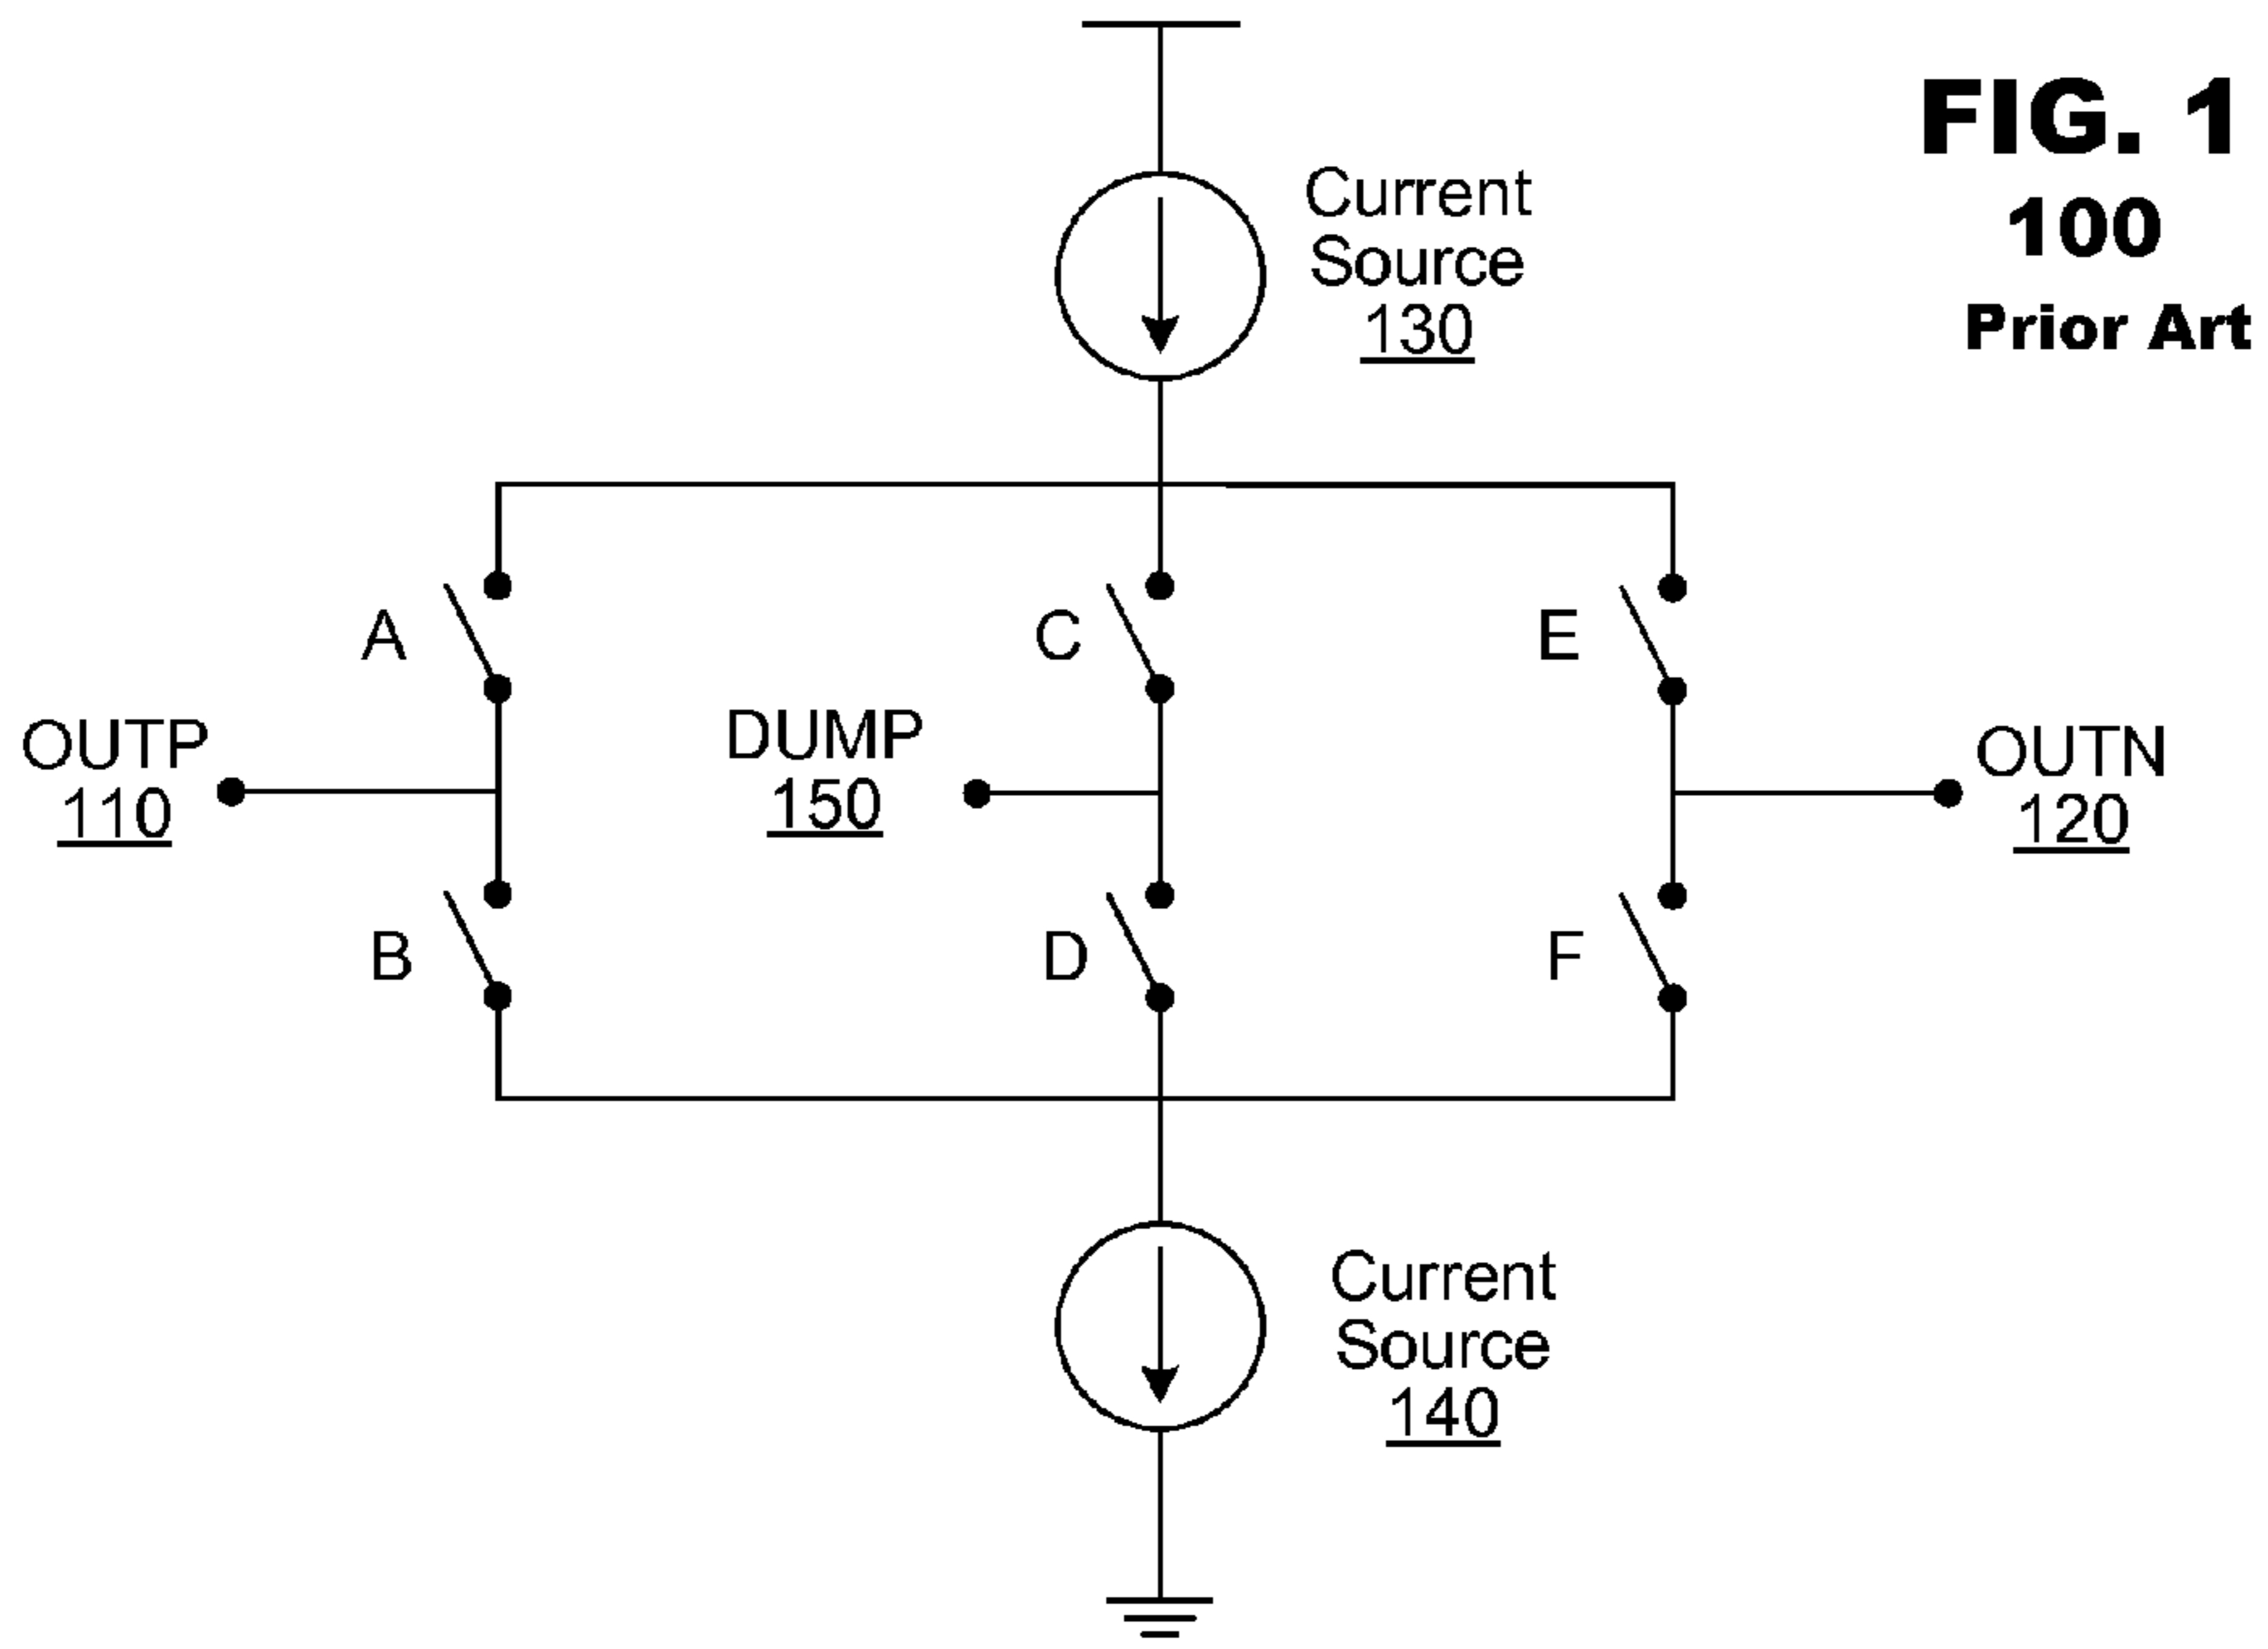 FIG. 1
100
Prior Art
Current
Source
130
A
C
E
OUTP
110
DUMP
150
OUTN
120
B
D
F
Current
Source
140